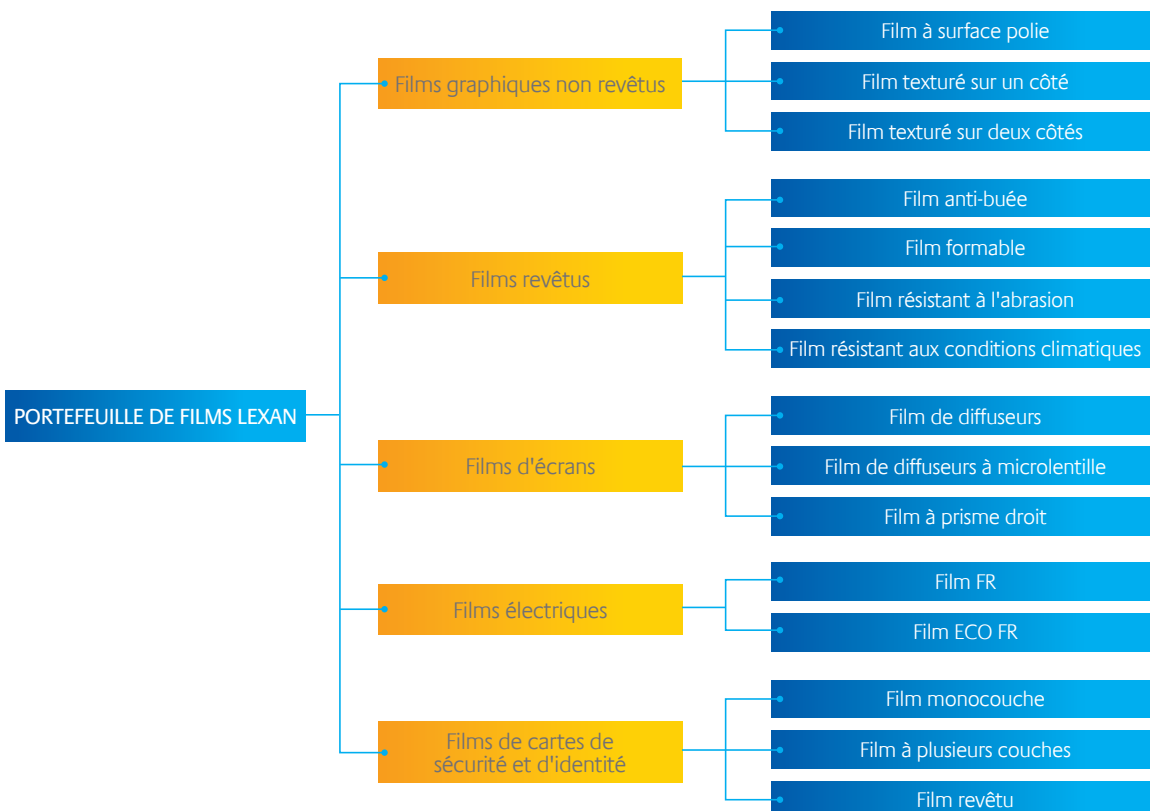 PORTEFEUILLE DE FILMS LEXAN
Films graphiques non revêtus
Film à surface polie
Film texturé sur un côté
Film texturé sur deux côtés
Films revêtus
Film anti-buée
Film formable
Film résistant à l'abrasion
Film résistant aux conditions climatiques
Films d'écrans
Film de diffuseurs
Film de diffuseurs à microlentille
Film à prisme droit
Films électriques
Film FR
Film ECO FR
Films de cartes de
sécurité et d'identité
Film monocouche
Film à plusieurs couches
Film revêtu